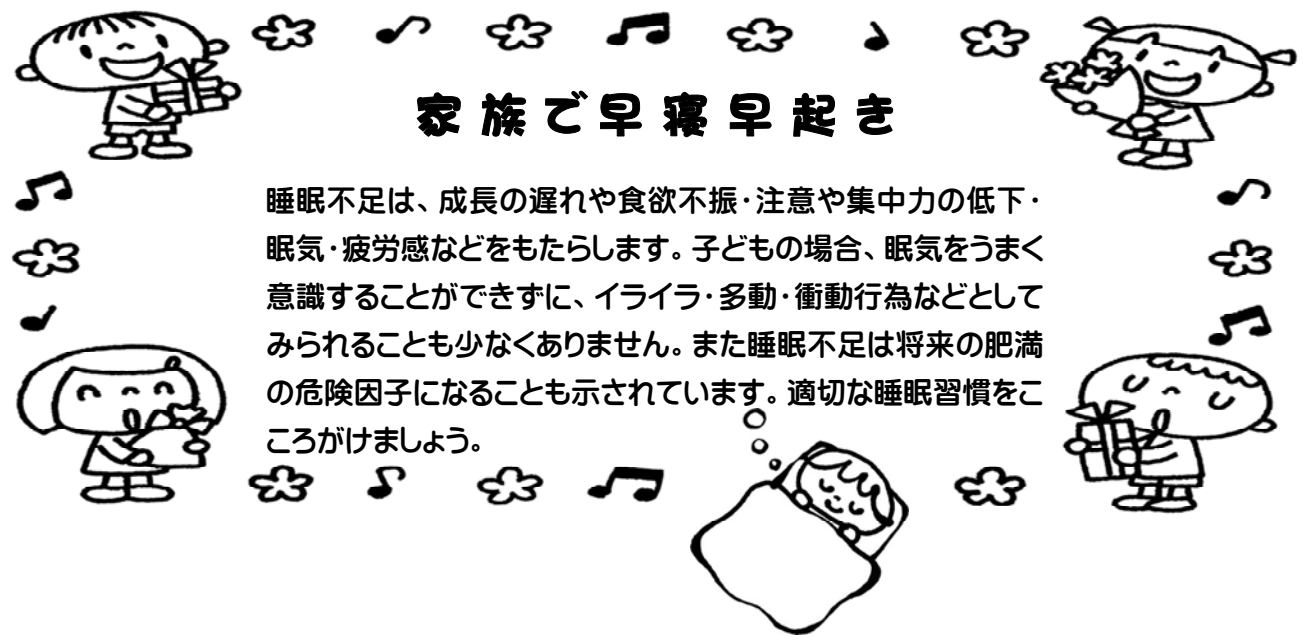 家族で早寝早起き
睡眠不足は、成長の遅れや食欲不振・注意や集中力の低下・
眠気・疲労感などをもたらします。子どもの場合、眠気をうまく
意識することができずに、イライラ・多動・衝動行為などとして
みられることも少なくありません。また睡眠不足は将来の肥満
の危険因子になることも示されています。適切な睡眠習慣をこ
ころがけましょう。